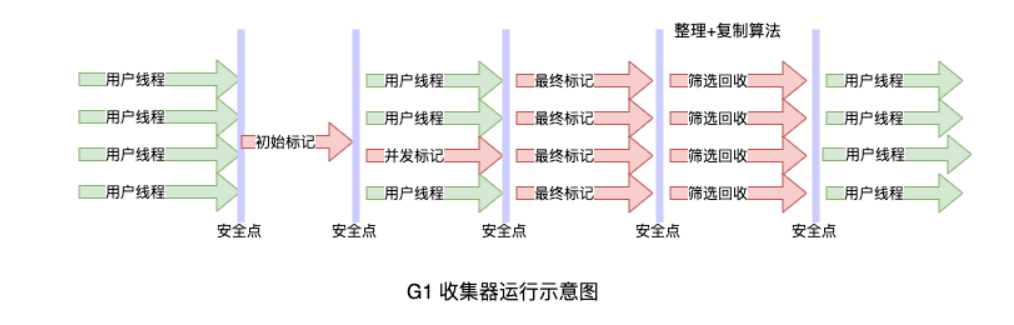 整理+复制算法
用户线程 用户线程 最终标记 筛选回收 用户线程
用户线程 用户线程 最终标记 筛选回收 用户线程
初始标记
用户线程 并发标记 最终标记 筛选回收 用户线程
用户线程 用户线程 最终标记 筛选回收 用户线程
安全点 安全点 安全点 安全点 安全点
G1 收集器运行示意图